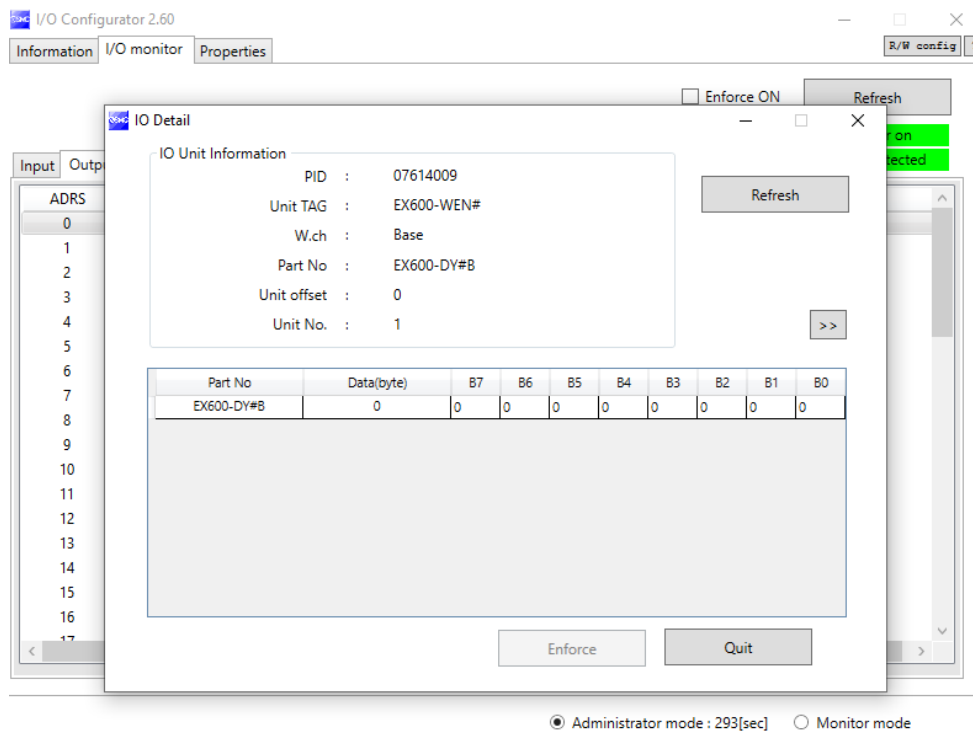 I/O Configurator 2.60
Information I/O monitor Properties
R/W config
Enforce ON Refresh
IO Detail
Input
ADRS
0
1
2
3
4
5
6
7
8
9
10
11
12
13
14
15
16
17
IO Unit Information
PID : 07614009
Unit TAG : EX600-WEN#
W.ch : Base
Part No : EX600-DY#B
Unit offset : 0
Unit No. : 1
Refresh
>>
Part No Data(byte) B7 B6 B5 B4 B3 B2 B1 B0
EX600-DY#B 0 0 0 0 0 0 0 0 0
Enforce Quit
Administrator mode : 293[sec] Monitor mode